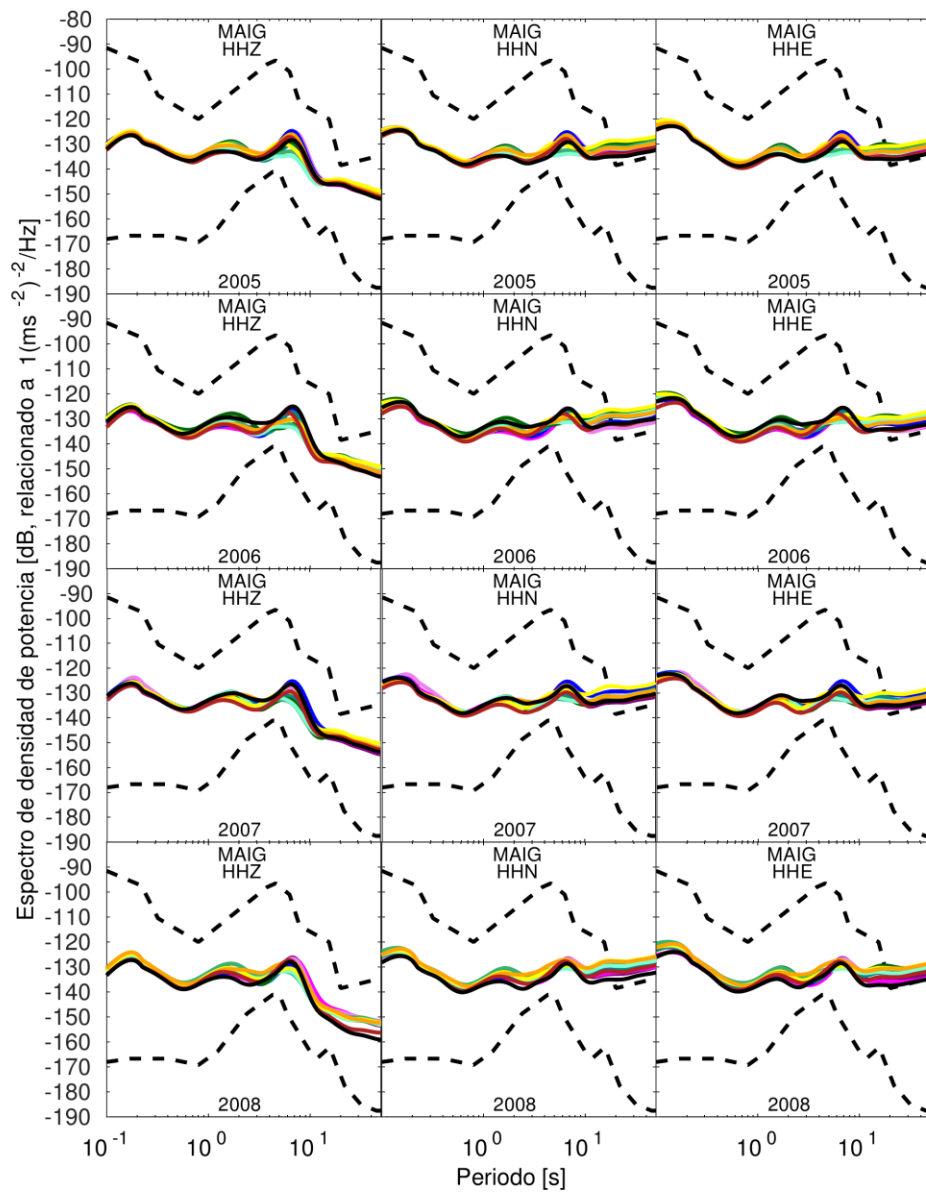 -80
-90
-100
-110
-120
-130
-140
-150
-160
-170
-180
-190
MAIG
HHZ
2005
MAIG
HHN
2005
MAIG
HHE
2005
-90
-100
-110
-120
-130
-140
-150
-160
-170
-180
-190
MAIG
HHZ
2006
MAIG
HHN
2006
MAIG
HHE
2006
-90
-100
-110
-120
-130
-140
-150
-160
-170
-180
-190
MAIG
HHZ
2007
MAIG
HHN
2007
MAIG
HHE
2007
-90
-100
-110
-120
-130
-140
-150
-160
-170
-180
-190
MAIG
HHZ
2008
MAIG
HHN
2008
MAIG
HHE
2008
Espectro de densidad de potencia [dB, relacionado a 1(ms⁻²)⁻²/Hz]
10⁻¹ 10⁰ 10¹ 10⁰ 10¹ 10⁰ 10¹
Periodo [s]